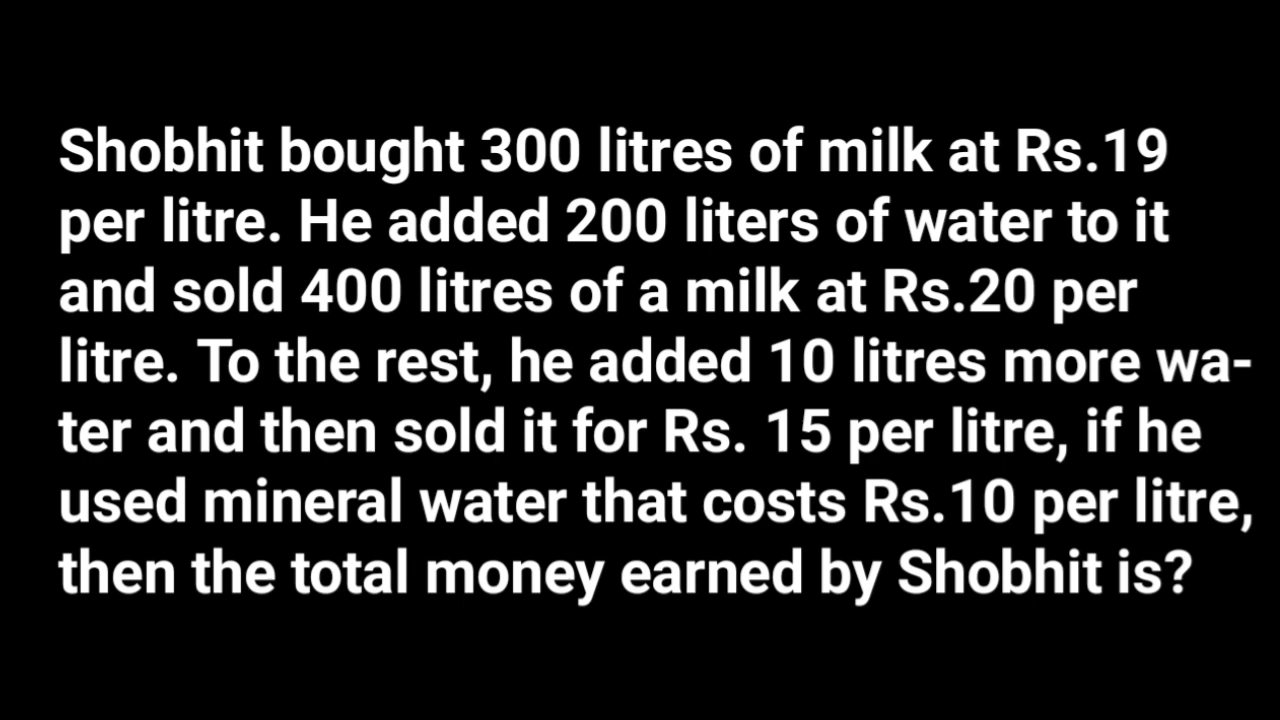 Shobhit bought 300 litres of milk at Rs.19
per litre. He added 200 liters of water to it
and sold 400 litres of a milk at Rs.20 per
litre. To the rest, he added 10 litres more wa-
ter and then sold it for Rs. 15 per litre, if he
used mineral water that costs Rs.10 per litre,
then the total money earned by Shobhit is?